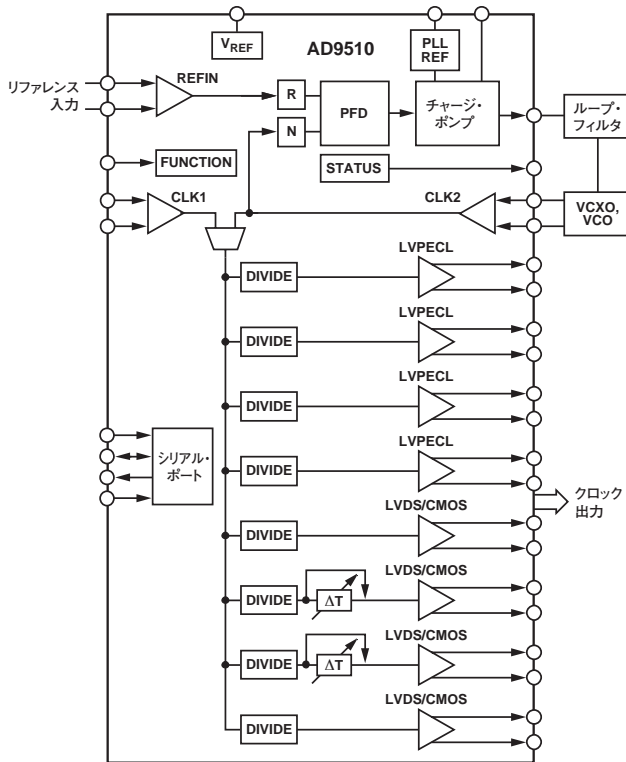 VREF
AD9510
PLL
REF
リファレンス
入力
REFIN
R
N
PFD
チャージ・
ポンプ
ループ・
フィルタ
FUNCTION
STATUS
CLK1
CLK2
VCXO,
VCO
LVPECL
DIVIDE
LVPECL
DIVIDE
LVPECL
DIVIDE
LVPECL
DIVIDE
シリアル・
ポート
クロック
出力
LVDS/CMOS
DIVIDE
LVDS/CMOS
DIVIDE
ΔT
LVDS/CMOS
DIVIDE
ΔT
LVDS/CMOS
DIVIDE